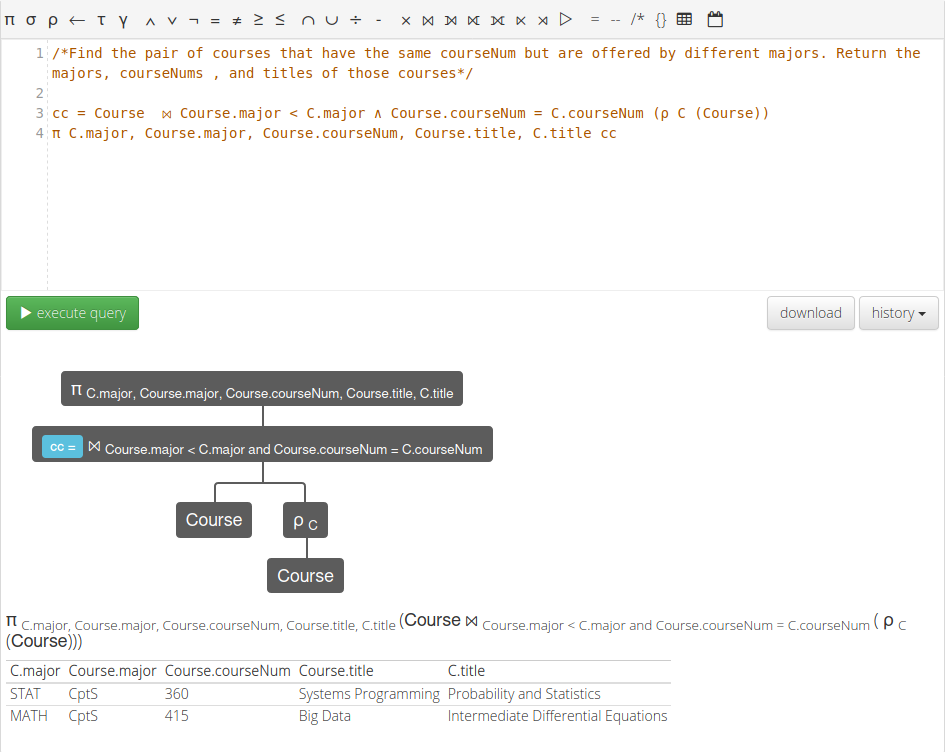 π σ ρ ← τ γ ∧ ∨ ¬ = ≠ ≥ ≤ ∩ ∪ ÷ - × ⋈ ⟕ ⟖ ⟗ ⋉ ⋊ ▷ = -- /* {}
1 /*Find the pair of courses that have the same courseNum but are offered by different majors. Return the
majors, courseNums , and titles of those courses*/
2
3 cc = Course ⋈ Course.major < C.major ∧ Course.courseNum = C.courseNum (ρ C (Course))
4 π C.major, Course.major, Course.courseNum, Course.title, C.title cc
▶ execute query download history
π C.major, Course.major, Course.courseNum, Course.title, C.title
cc = ⋈ Course.major < C.major and Course.courseNum = C.courseNum
Course ρ C
Course
π C.major, Course.major, Course.courseNum, Course.title, C.title (Course ⋈ Course.major < C.major and Course.courseNum = C.courseNum ( ρ C
(Course)))
C.major Course.major Course.courseNum Course.title C.title
STAT CptS 360 Systems Programming Probability and Statistics
MATH CptS 415 Big Data Intermediate Differential Equations